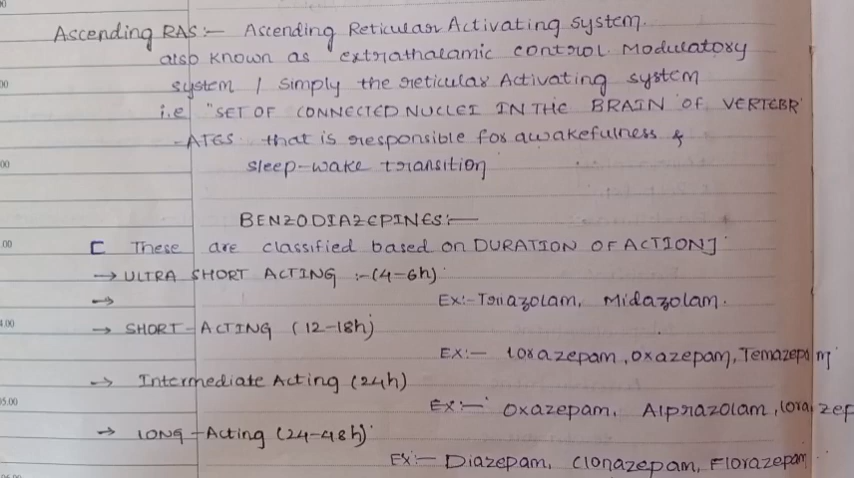 Ascending RAS:- Ascending Reticular Activating system.
also known as extrathalamic control Modulatory
system / simply the reticular Activating system
i.e "SET OF CONNECTED NUCLEI IN THE BRAIN OF VERTEBR
-ATES that is responsible for awakefulness &
sleep-wake transition
BENZODIAZEPINES:-
[ These are classified based on DURATION OF ACTION]
→ ULTRA SHORT ACTING :-(4-6h)
→ Ex:- Triazolam, Midazolam.
→ SHORT-ACTING (12-18h)
Ex:- lorazepam, oxazepam, Temazepam
→ Intermediate Acting (24h)
Ex:- Oxazepam, Alprazolam, lorazep
→ LONG-Acting (24-48h)
Ex:- Diazepam, Clonazepam, Florazepam